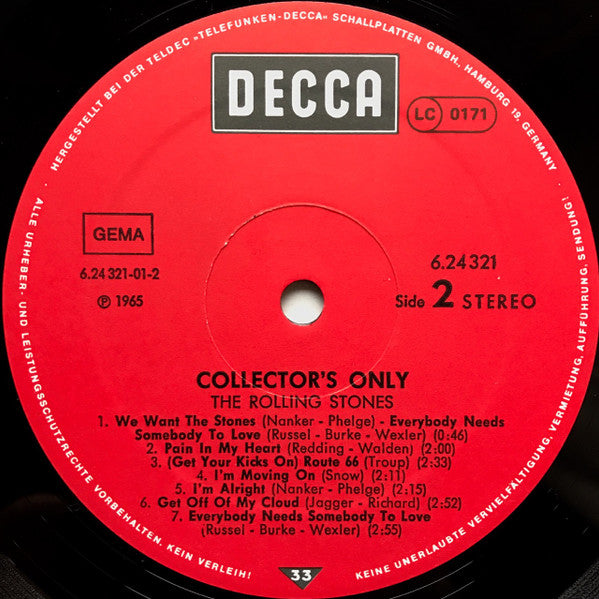 HERGESTELLT BEI DER TELDEC »TELEFUNKEN-DECCA« SCHALLPLATTEN GMBH., HAMBURG 19, GERMANY
DECCA
LC 0171
GEMA
6.24321-01-2
Ⓟ 1965
6.24321
Side 2 STEREO
COLLECTOR'S ONLY
THE ROLLING STONES
1. We Want The Stones (Nanker - Phelge) - Everybody Needs
Somebody To Love (Russel - Burke - Wexler) (0:46)
2. Pain In My Heart (Redding - Walden) (2:00)
3. (Get Your Kicks On) Route 66 (Troup) (2:33)
4. I'm Moving On (Snow) (2:11)
5. I'm Alright (Nanker - Phelge) (2:15)
6. Get Off Of My Cloud (Jagger - Richard) (2:52)
7. Everybody Needs Somebody To Love
(Russel - Burke - Wexler) (2:55)
33
ALLE URHEBER- UND LEISTUNGSSCHUTZRECHTE VORBEHALTEN. KEIN VERLEIH!
KEINE UNERLAUBTE VERVIELFÄLTIGUNG, VERMIETUNG, AUFFÜHRUNG, SENDUNG!